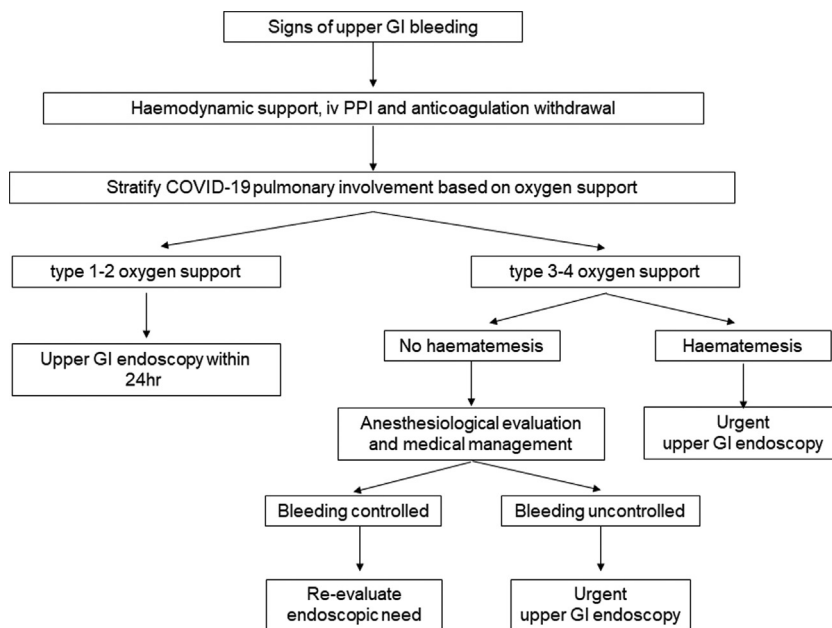 Signs of upper GI bleeding
Haemodynamic support, iv PPI and anticoagulation withdrawal
Stratify COVID-19 pulmonary involvement based on oxygen support
type 1-2 oxygen support
type 3-4 oxygen support
Upper GI endoscopy within
24hr
No haematemesis
Haematemesis
Anesthesiological evaluation
and medical management
Urgent
upper GI endoscopy
Bleeding controlled
Bleeding uncontrolled
Re-evaluate
endoscopic need
Urgent
upper GI endoscopy